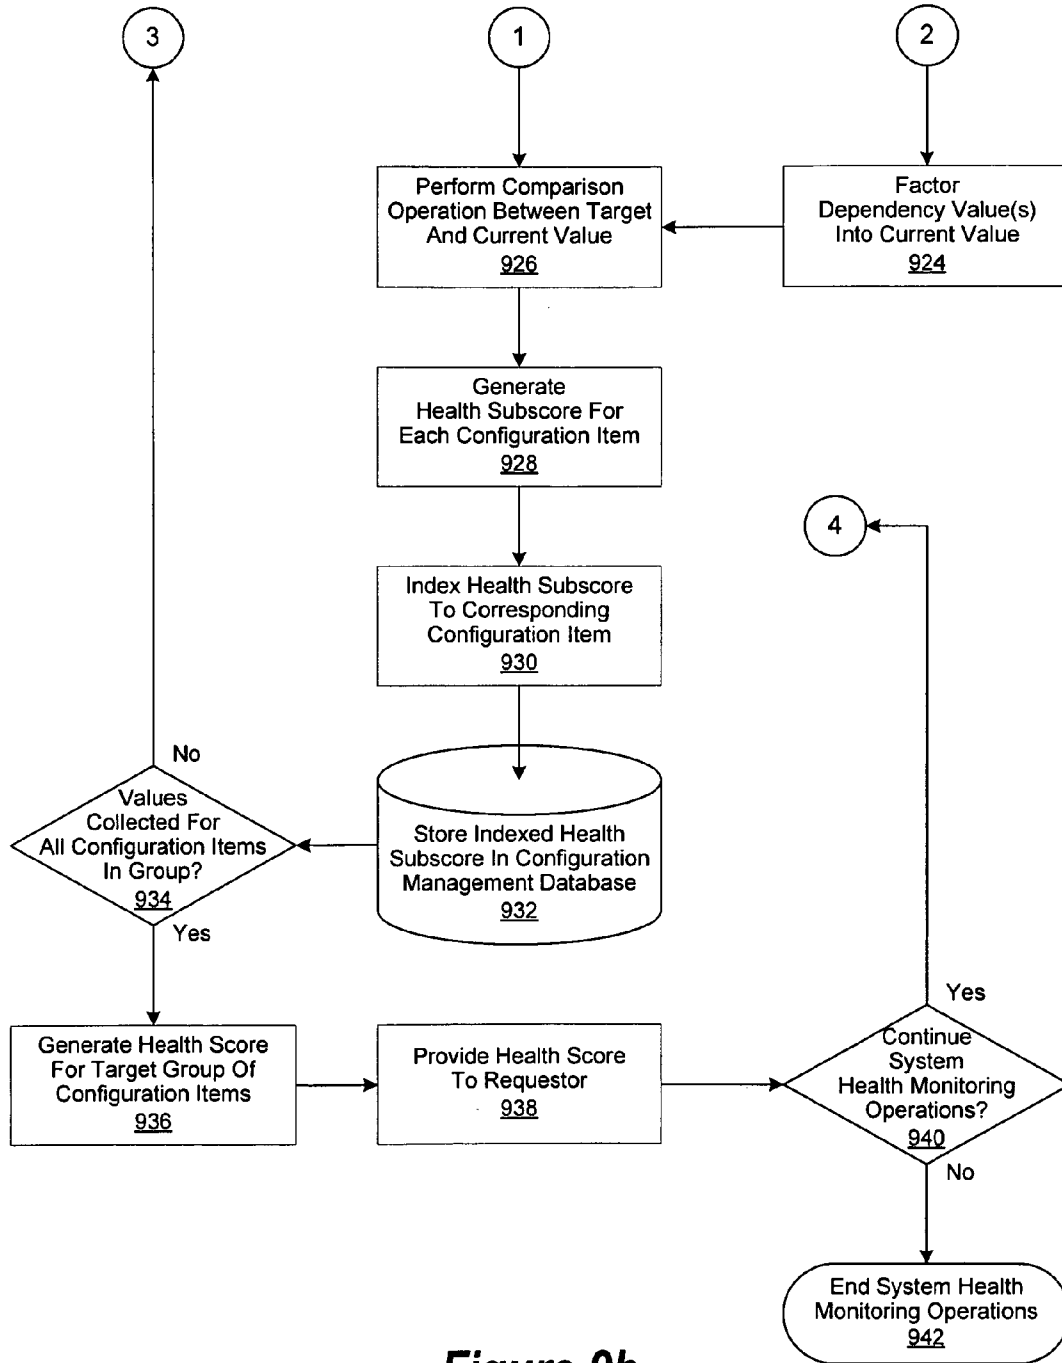 3
1
2
Perform Comparison
Operation Between Target
And Current Value
926
Factor
Dependency Value(s)
Into Current Value
924
Generate
Health Subscore For
Each Configuration Item
928
4
Index Health Subscore
To Corresponding
Configuration Item
930
No
Values
Collected For
All Configuration Items
In Group?
934
Yes
Store Indexed Health
Subscore In Configuration
Management Database
932
Generate Health Score
For Target Group Of
Configuration Items
936
Provide Health Score
To Requestor
938
Yes
Continue
System
Health Monitoring
Operations?
940
No
End System Health
Monitoring Operations
942
Figure 9b